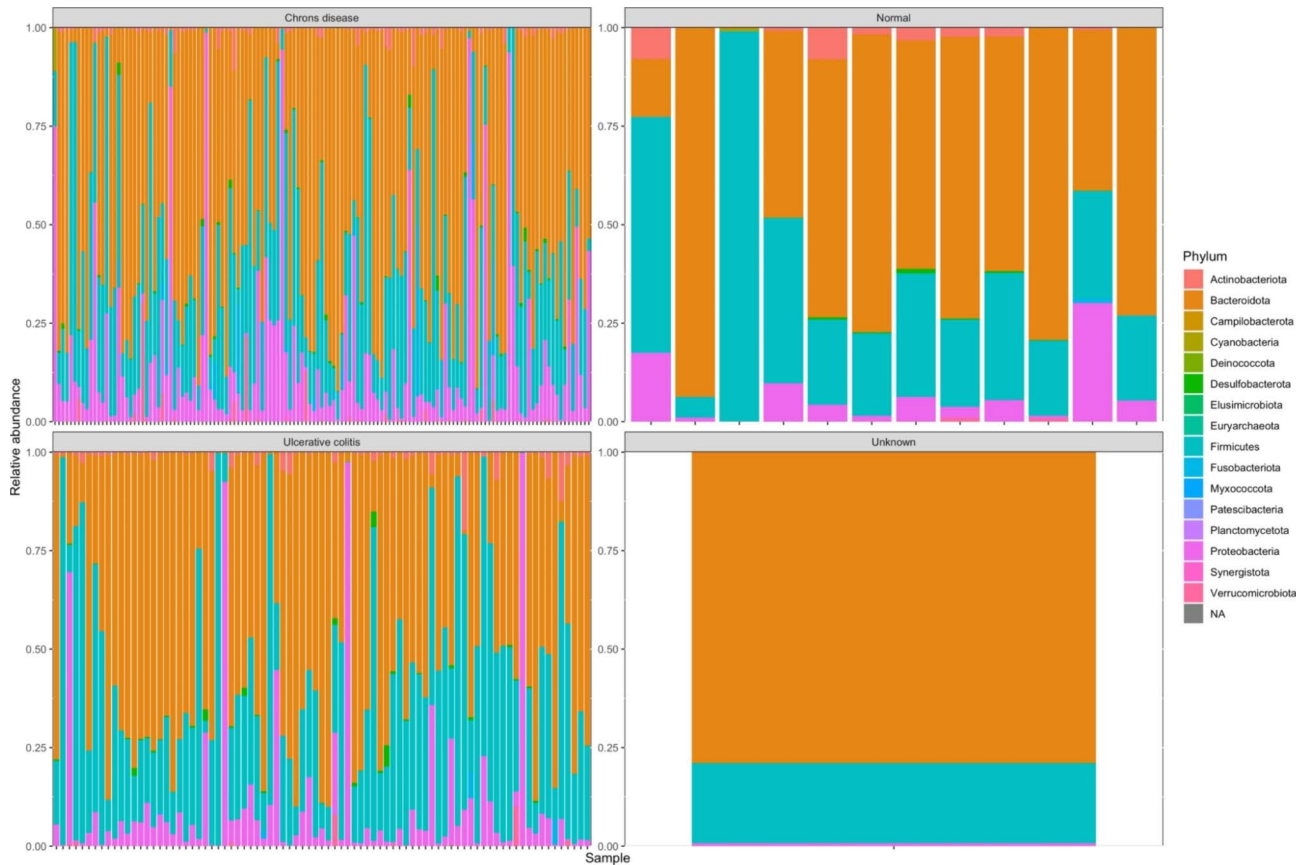 Chrons disease
Normal
1.00
0.75
0.50
0.25
0.00
1.00
0.75
0.50
0.25
0.00
Ulcerative colitis
Unknown
1.00
0.75
0.50
0.25
0.00
1.00
0.75
0.50
0.25
0.00
Relative abundance
Sample
Phylum
Actinobacteriota
Bacteroidota
Campilobacterota
Cyanobacteria
Deinococcota
Desulfobacterota
Elusimicrobiota
Euryarchaeota
Firmicutes
Fusobacteriota
Myxococcota
Patescibacteria
Planctomycetota
Proteobacteria
Synergistota
Verrucomicrobiota
NA